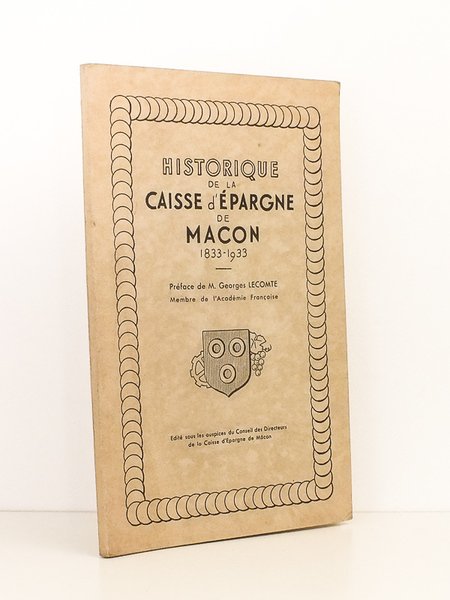 HISTORIQUE
DE LA
CAISSE d'ÉPARGNE
DE
MACON
1833-1933
Préface de M. Georges LECOMTE
Membre de l'Académie Française
Edité sous les auspices du Conseil des Directeurs
de la Caisse d'Epargne de Mâcon